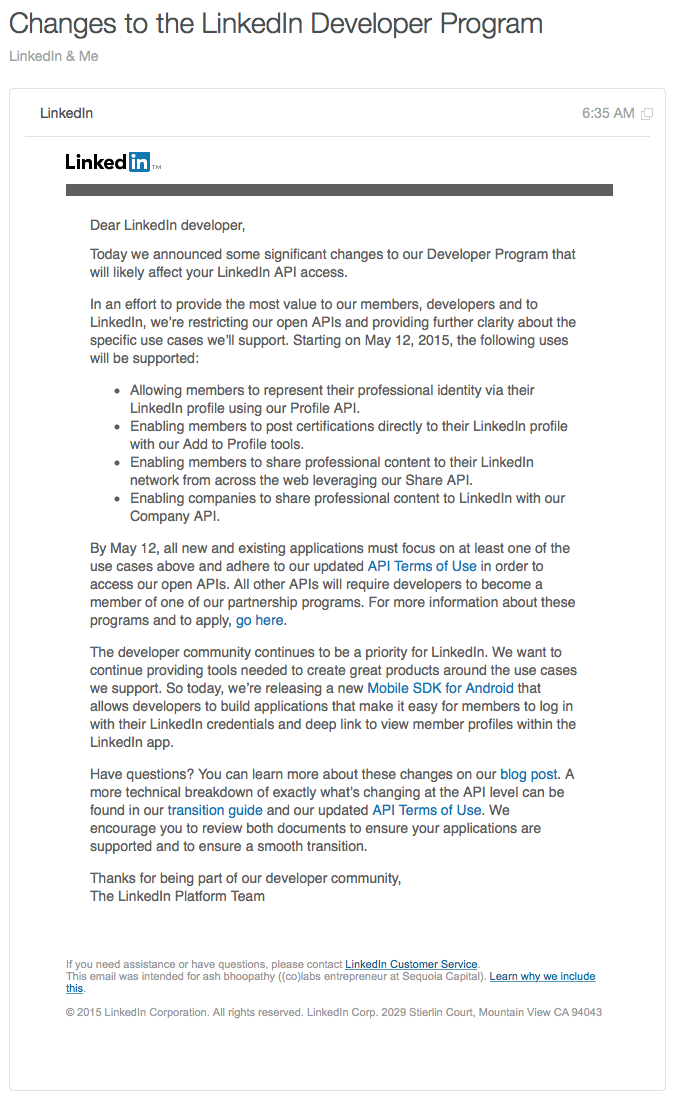 Changes to the LinkedIn Developer Program
LinkedIn & Me
LinkedIn
6:35 AM
Linked in ™
Dear LinkedIn developer,
Today we announced some significant changes to our Developer Program that
will likely affect your LinkedIn API access.
In an effort to provide the most value to our members, developers and to
LinkedIn, we're restricting our open APIs and providing further clarity about the
specific use cases we'll support. Starting on May 12, 2015, the following uses
will be supported:
• Allowing members to represent their professional identity via their
LinkedIn profile using our Profile API.
• Enabling members to post certifications directly to their LinkedIn profile
with our Add to Profile tools.
• Enabling members to share professional content to their LinkedIn
network from across the web leveraging our Share API.
• Enabling companies to share professional content to LinkedIn with our
Company API.
By May 12, all new and existing applications must focus on at least one of the
use cases above and adhere to our updated API Terms of Use in order to
access our open APIs. All other APIs will require developers to become a
member of one of our partnership programs. For more information about these
programs and to apply, go here.
The developer community continues to be a priority for LinkedIn. We want to
continue providing tools needed to create great products around the use cases
we support. So today, we're releasing a new Mobile SDK for Android that
allows developers to build applications that make it easy for members to log in
with their LinkedIn credentials and deep link to view member profiles within the
LinkedIn app.
Have questions? You can learn more about these changes on our blog post. A
more technical breakdown of exactly what's changing at the API level can be
found in our transition guide and our updated API Terms of Use. We
encourage you to review both documents to ensure your applications are
supported and to ensure a smooth transition.
Thanks for being part of our developer community,
The LinkedIn Platform Team
If you need assistance or have questions, please contact LinkedIn Customer Service.
This email was intended for ash bhoopathy ((co)labs entrepreneur at Sequoia Capital). Learn why we include
this.
© 2015 LinkedIn Corporation. All rights reserved. LinkedIn Corp. 2029 Stierlin Court, Mountain View CA 94043